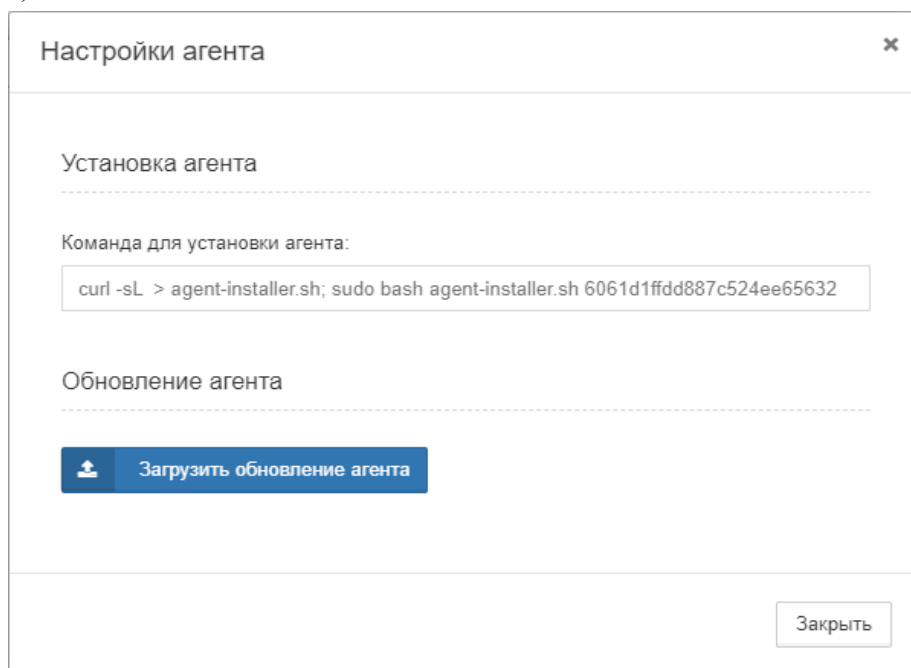 Настройки агента
Установка агента
Команда для установки агента:
curl -sL  > agent-installer.sh; sudo bash agent-installer.sh 6061d1ffdd887c524ee65632
Обновление агента
Загрузить обновление агента
Закрыть